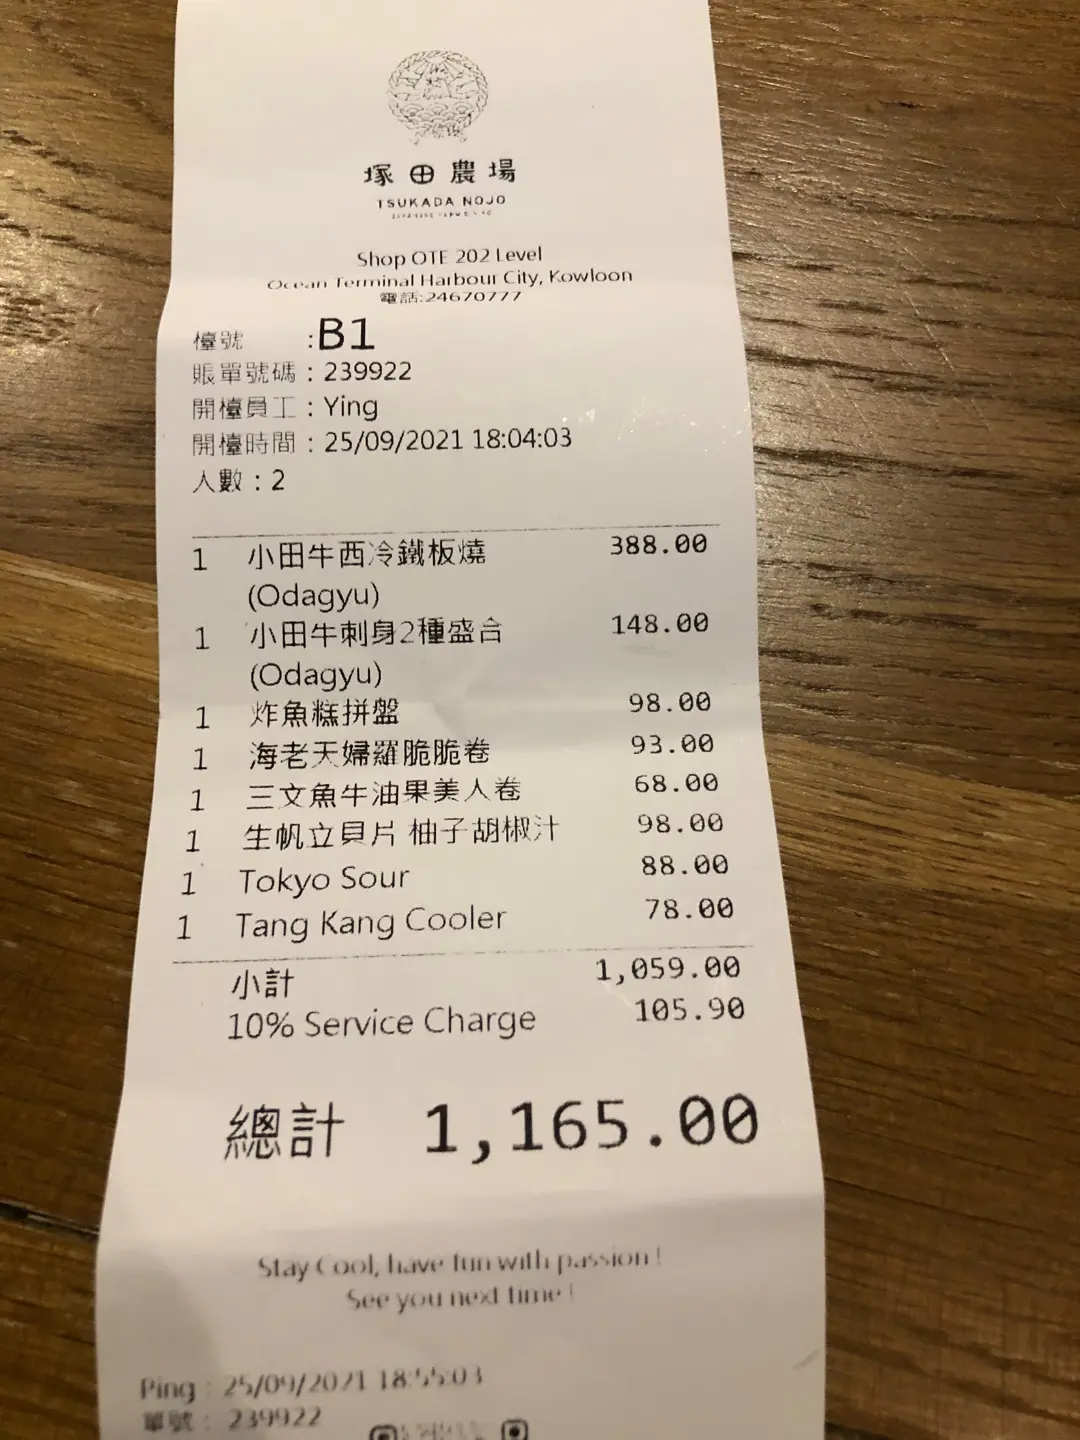 塚田農場
TSUKADA NOJO
Shop OTE 202 Level
Ocean Terminal Harbour City, Kowloon
電話:24670777
檯號 :B1
賬單號碼 : 239922
開檯員工 : Ying
開檯時間 : 25/09/2021 18:04:03
人數 : 2
1 小田牛西冷鐵板燒 388.00
(Odagyu)
1 小田牛刺身2種盛合 148.00
(Odagyu)
1 炸魚糕拼盤 98.00
1 海老天婦羅脆脆卷 93.00
1 三文魚牛油果美人卷 68.00
1 生帆立貝片 柚子胡椒汁 98.00
1 Tokyo Sour 88.00
1 Tang Kang Cooler 78.00
小計 1,059.00
10% Service Charge 105.90
總計 1,165.00
Stay Cool, have fun with passion !
See you next time !
Ping : 25/09/2021 18:55:03
單號 : 239922